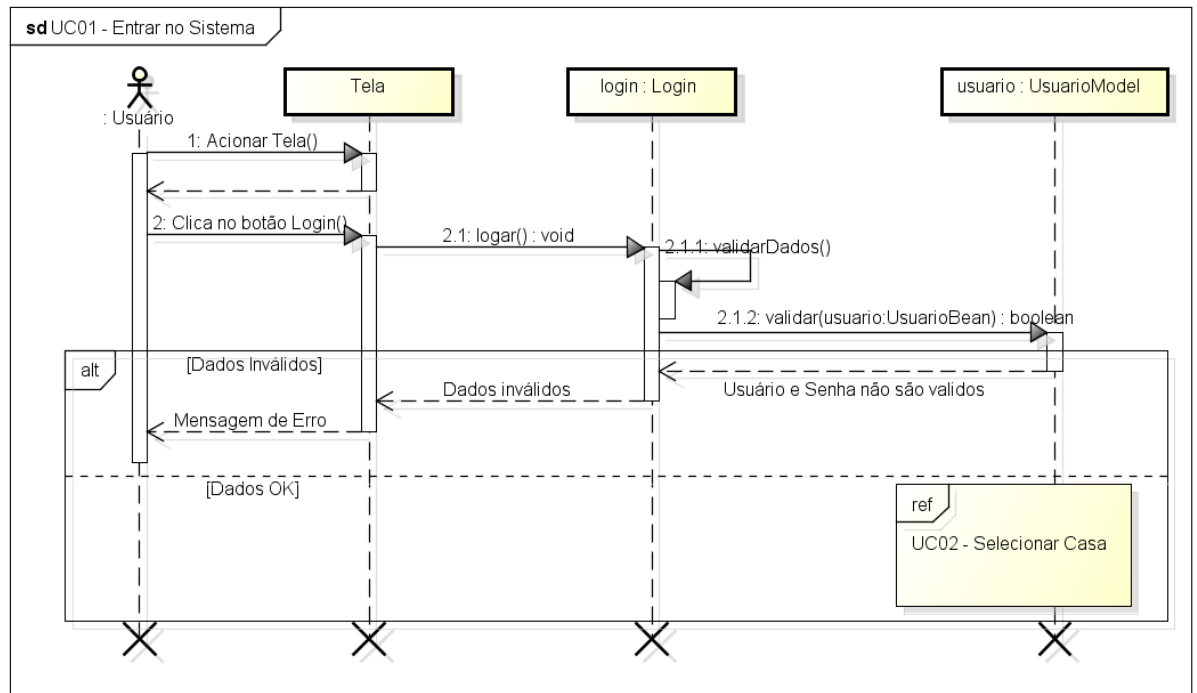 sd UC01 - Entrar no Sistema
: Usuário
Tela
login : Login
usuario : UsuarioModel
1: Acionar Tela()
2: Clica no botão Login()
2.1: logar() : void
2.1.1: validarDados()
2.1.2: validar(usuario:UsuarioBean) : boolean
alt
[Dados Inválidos]
Usuário e Senha não são validos
Dados inválidos
Mensagem de Erro
[Dados OK]
ref
UC02 - Selecionar Casa